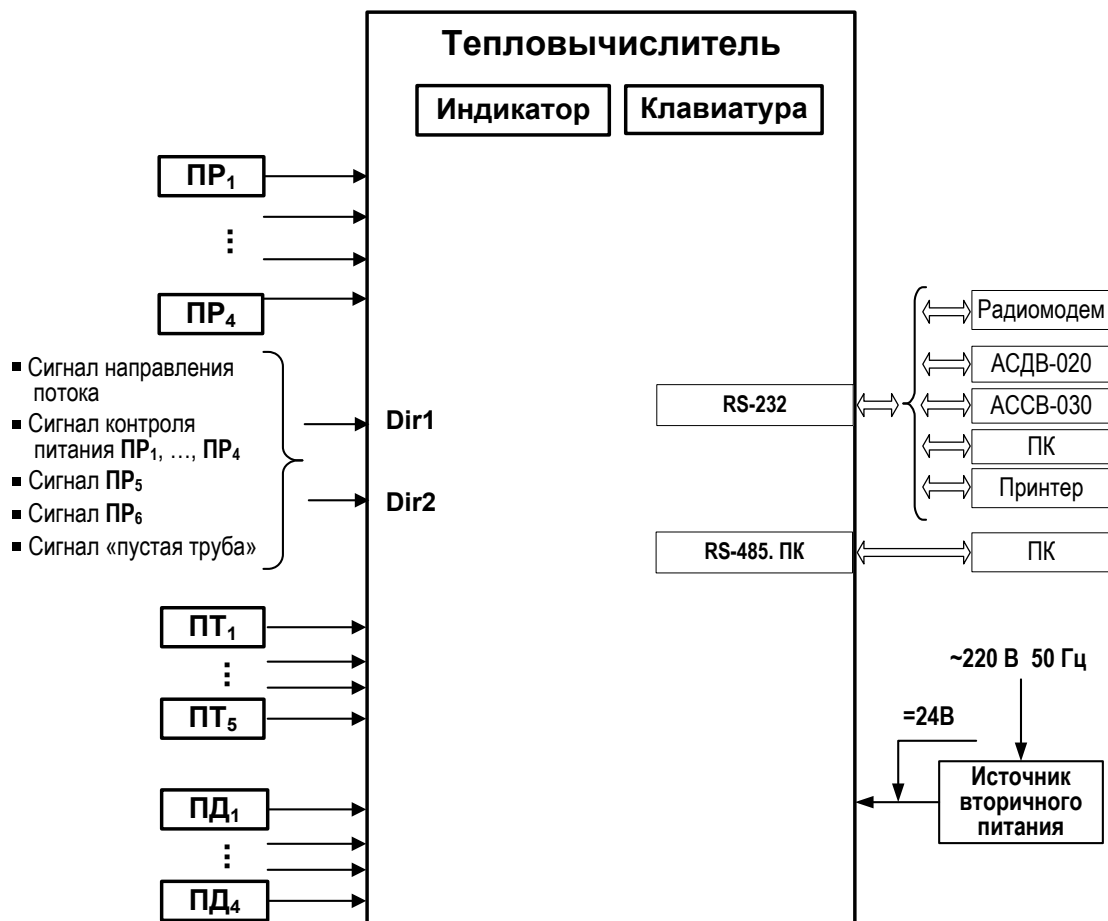 Тепловычислитель
Индикатор
Клавиатура
ПР₁
...
ПР₄
▪ Сигнал направления
потока
▪ Сигнал контроля
питания ПР₁, …, ПР₄
▪ Сигнал ПР₅
▪ Сигнал ПР₆
▪ Сигнал «пустая труба»
Dir1
Dir2
ПТ₁
...
ПТ₅
ПД₁
...
ПД₄
RS-232
RS-485. ПК
Радиомодем
АСДВ-020
АССВ-030
ПК
Принтер
ПК
~220 В 50 Гц
=24В
Источник
вторичного
питания